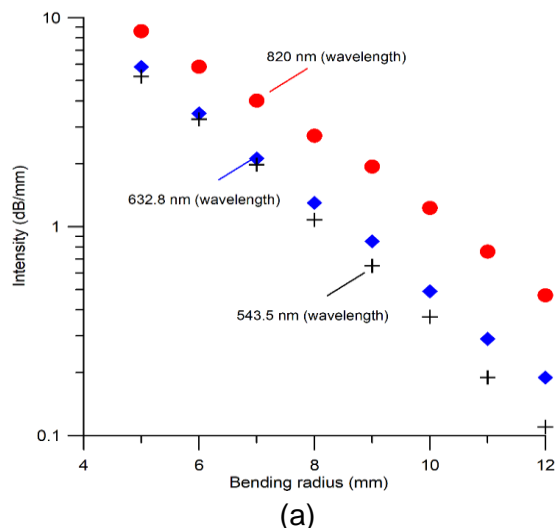 10
820 nm (wavelength)
632.8 nm (wavelength)
1
543.5 nm (wavelength)
0.1
Intensity (dB/mm)
4
6
8
10
12
Bending radius (mm)
(a)